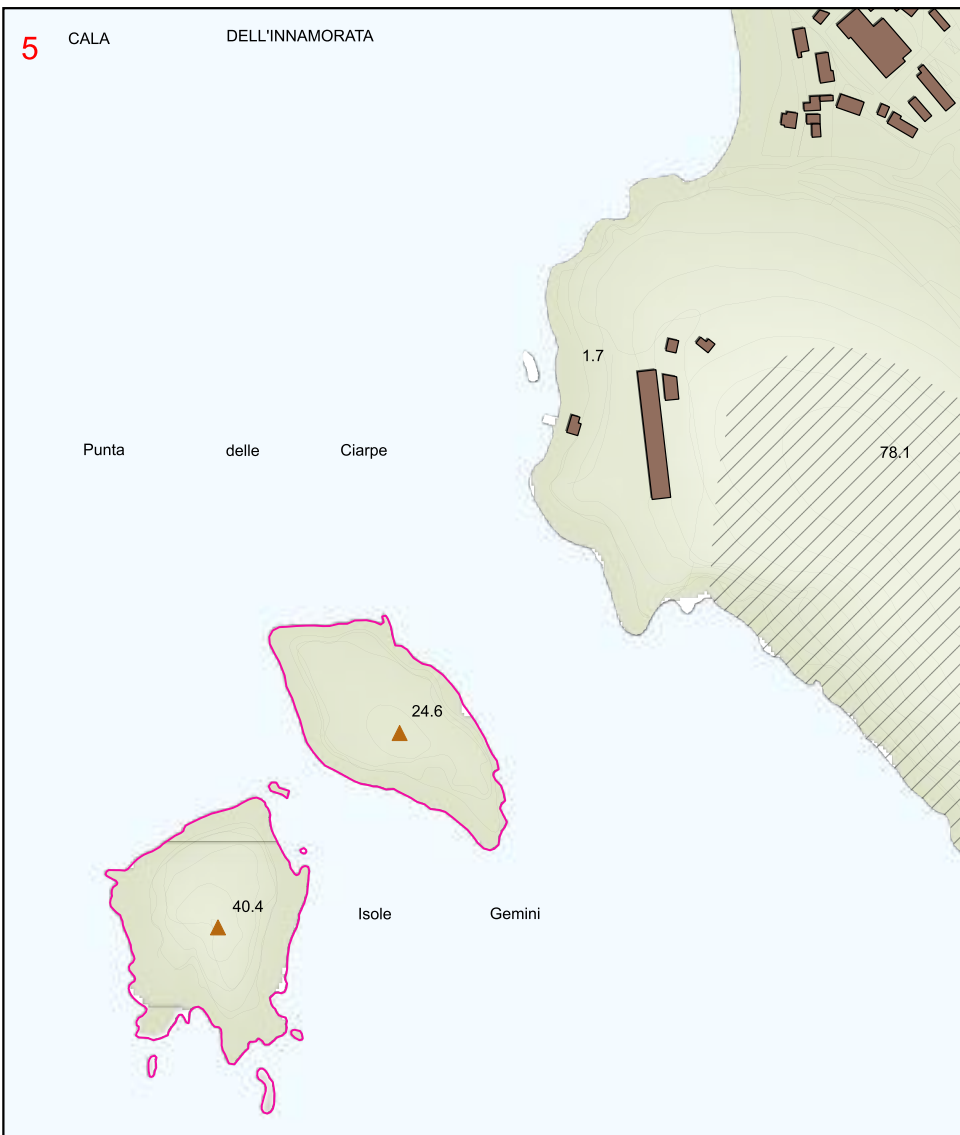 5 CALA DELL'INNAMORATA
1.7
Punta delle Ciarpe
78.1
24.6
40.4
Isole Gemini